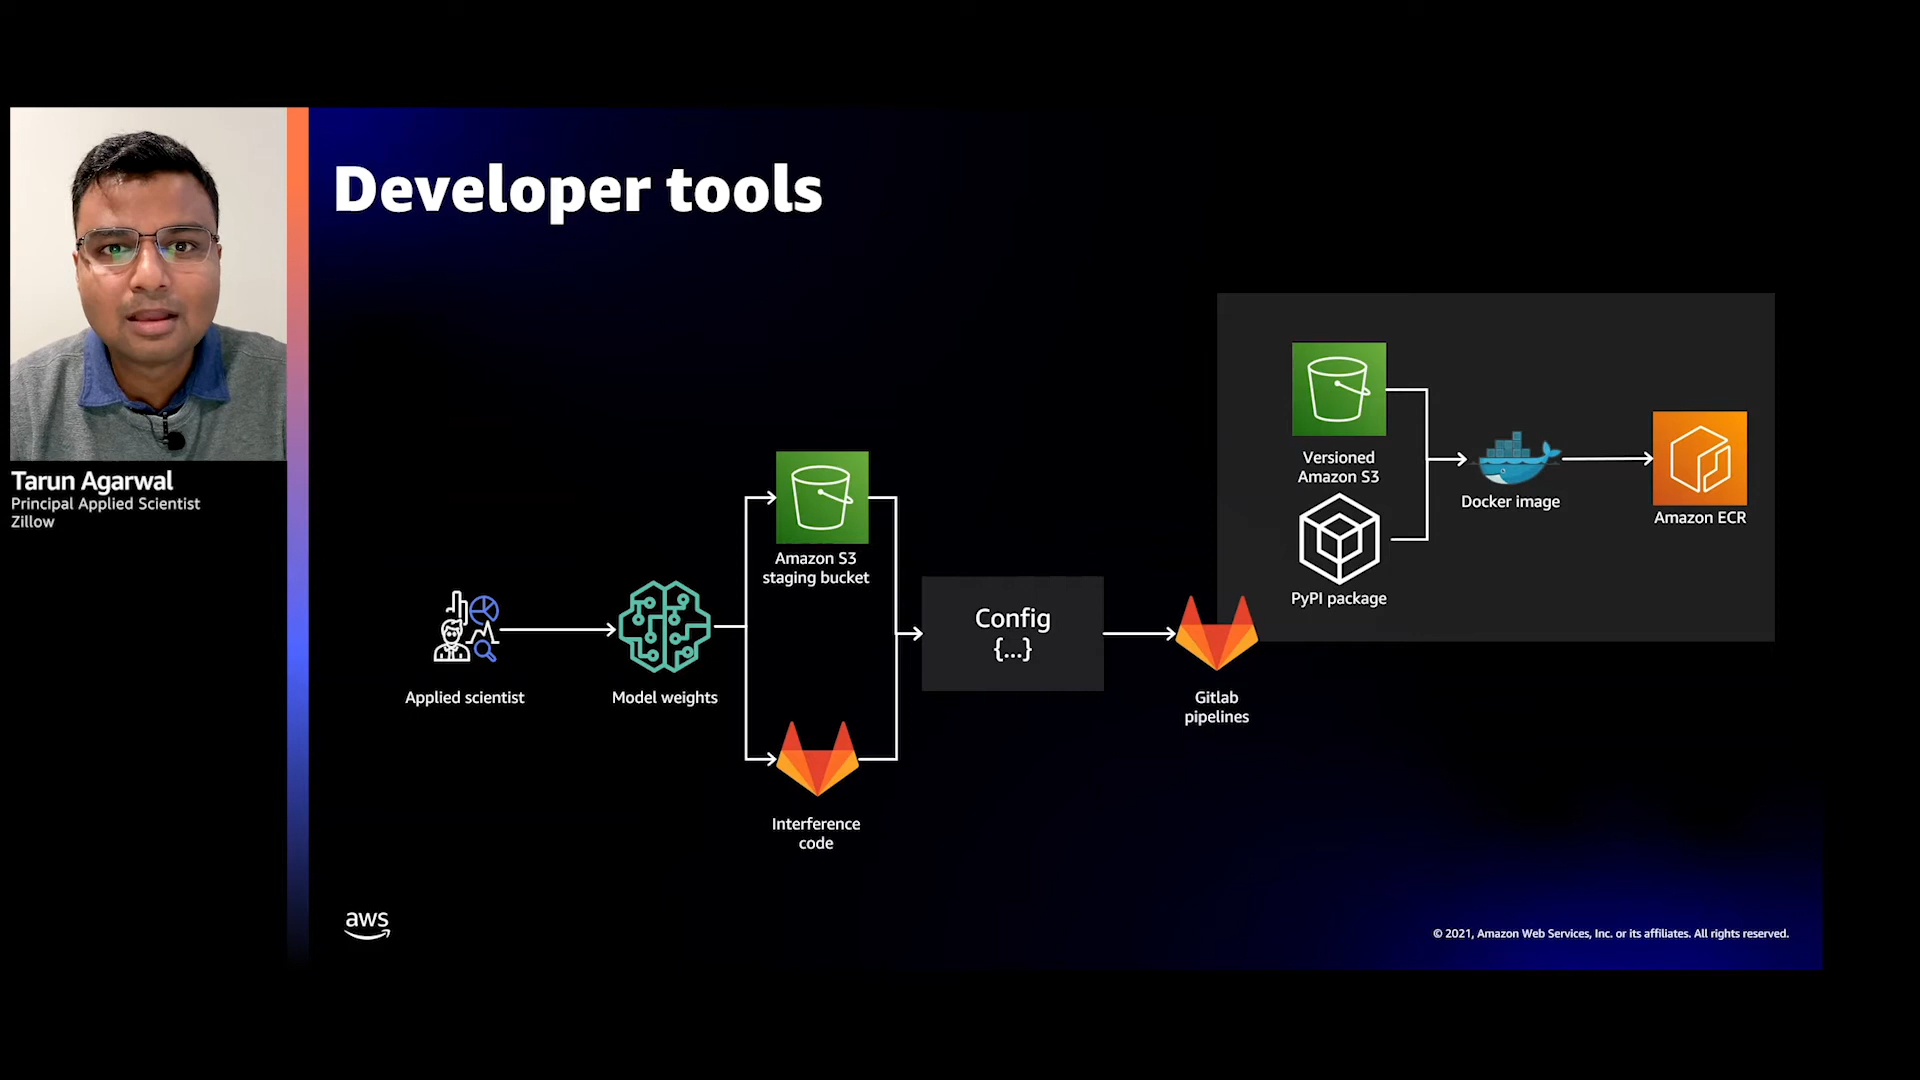 Developer tools
Tarun Agarwal
Principal Applied Scientist
Zillow
Applied scientist
Model weights
Amazon S3
staging bucket
Interference
code
Config
{...}
Gitlab
pipelines
Versioned
Amazon S3
PyPI package
Docker image
Amazon ECR
aws
© 2021, Amazon Web Services, Inc. or its affiliates. All rights reserved.